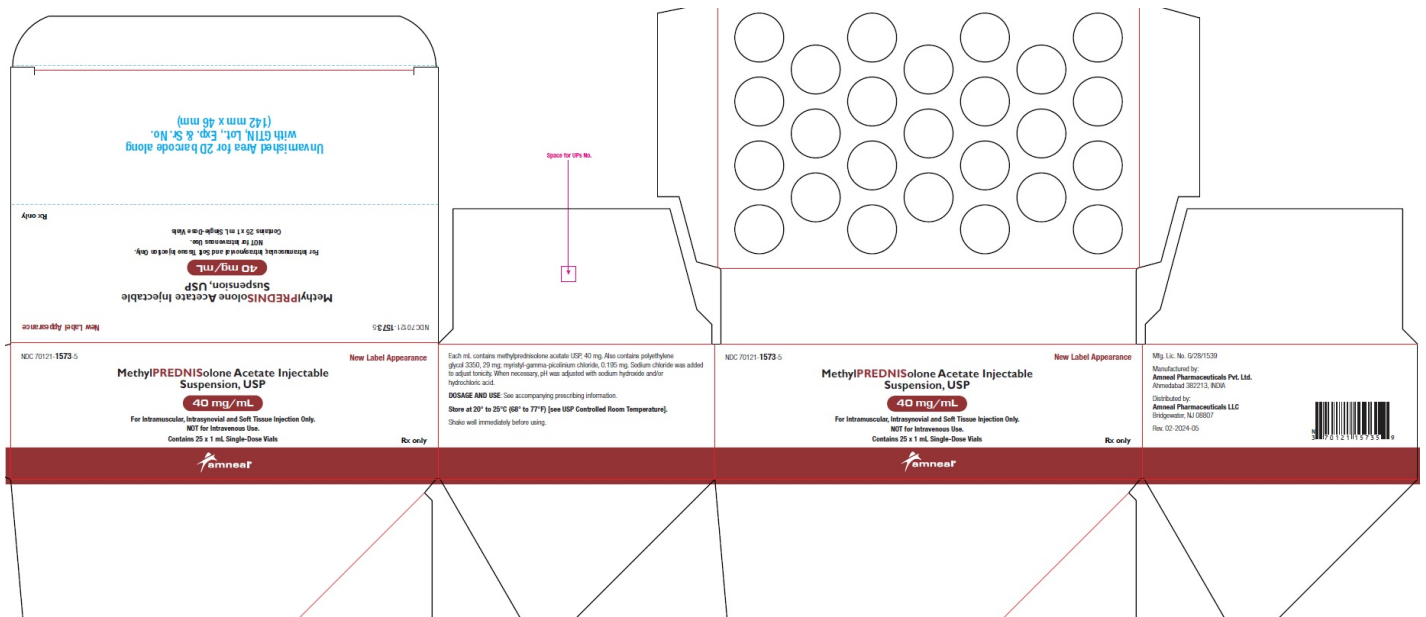 Unvarnished Area for 2D barcode along
with GTIN, Lot., Exp. & Sr. No.
(142 mm x 46 mm)
Rx only
Contains 25 x 1 mL Single-Dose Vials
NOT for Intravenous Use.
For Intramuscular, Intrasynovial and Soft Tissue Injection Only.
40 mg/mL
Suspension, USP
MethylPREDNISolone Acetate Injectable
New Label Appearance
NDC 70121-1573-5
Space for UPs No.
NDC 70121-1573-5
New Label Appearance
MethylPREDNISolone Acetate Injectable
Suspension, USP
40 mg/mL
For Intramuscular, Intrasynovial and Soft Tissue Injection Only.
NOT for Intravenous Use.
Contains 25 x 1 mL Single-Dose Vials
Rx only
amneal
Each mL contains methylprednisolone acetate USP, 40 mg. Also contains polyethylene
glycol 3350, 29 mg; myristyl-gamma-picolinium chloride, 0.195 mg. Sodium chloride was added
to adjust tonicity. When necessary, pH was adjusted with sodium hydroxide and/or
hydrochloric acid.
DOSAGE AND USE: See accompanying prescribing information.
Store at 20° to 25°C (68° to 77°F) [see USP Controlled Room Temperature].
Shake well immediately before using.
NDC 70121-1573-5
New Label Appearance
MethylPREDNISolone Acetate Injectable
Suspension, USP
40 mg/mL
For Intramuscular, Intrasynovial and Soft Tissue Injection Only.
NOT for Intravenous Use.
Contains 25 x 1 mL Single-Dose Vials
Rx only
amneal
Mfg. Lic. No. G/28/1539
Manufactured by:
Amneal Pharmaceuticals Pvt. Ltd.
Ahmedabad 382213, INDIA
Distributed by:
Amneal Pharmaceuticals LLC
Bridgewater, NJ 08807
Rev. 02-2024-05
N
3 70121 15735 9